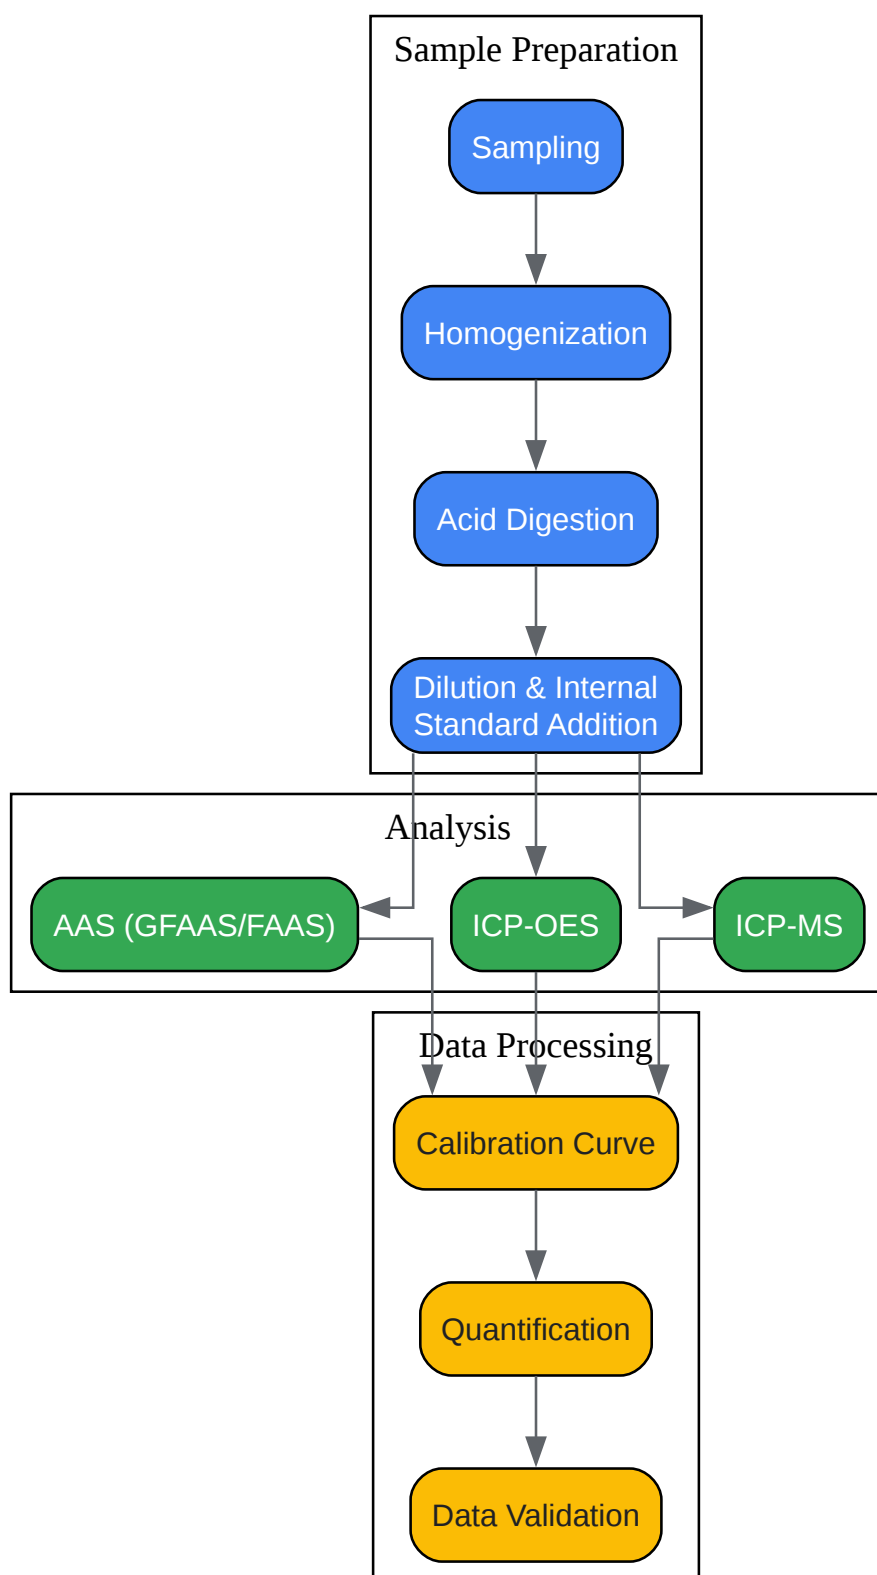 Sample Preparation
Sampling
Homogenization
Acid Digestion
Dilution & Internal
Standard Addition
Analysis
AAS (GFAAS/FAAS)
ICP-OES
ICP-MS
Data Processing
Calibration Curve
Quantification
Data Validation